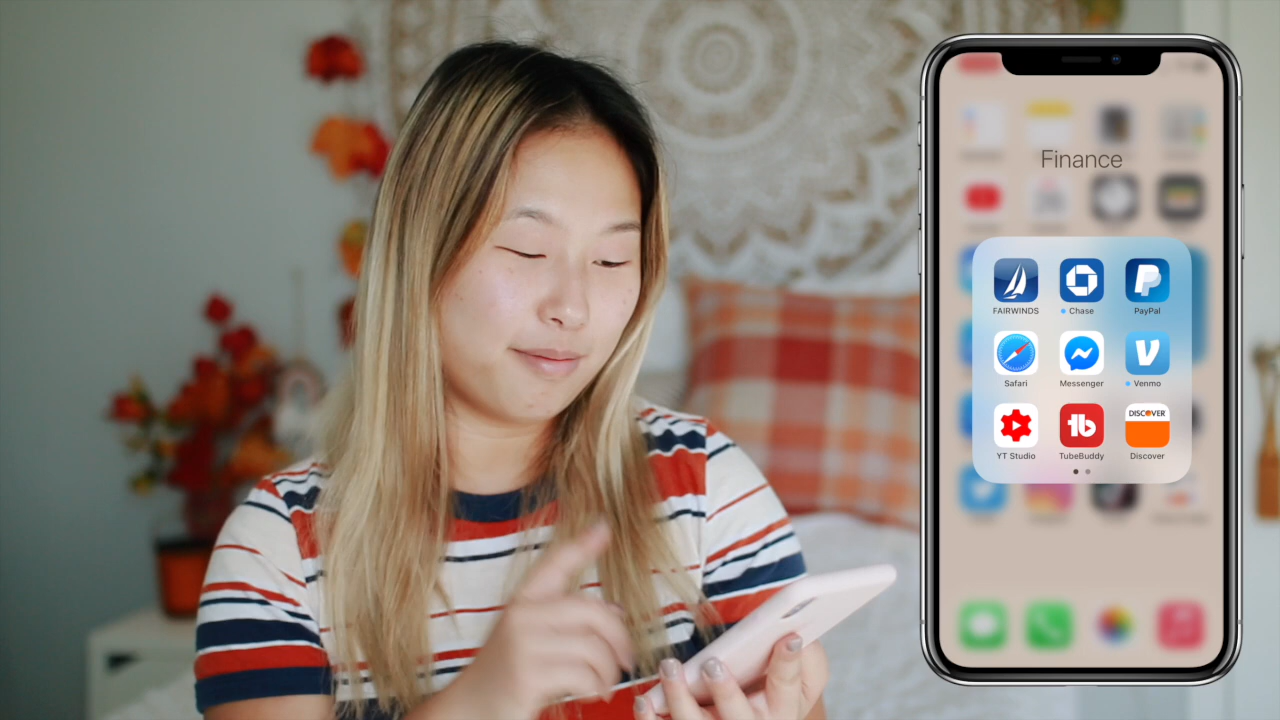 Finance
FAIRWINDS Chase PayPal
Safari Messenger Venmo
DISCOVER
YT Studio TubeBuddy Discover